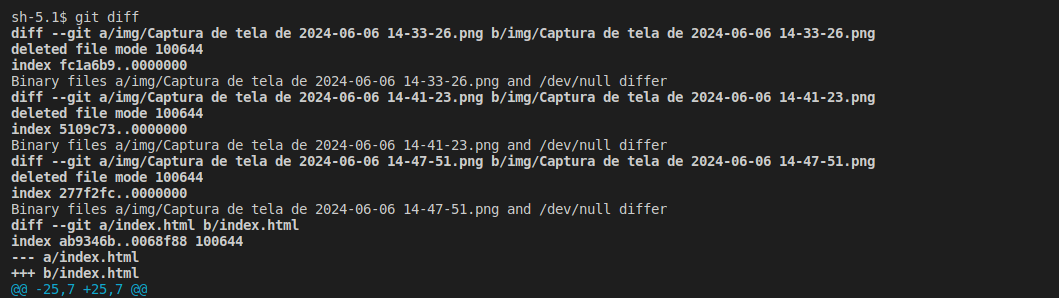 sh-5.1$ git diff
diff --git a/img/Captura de tela de 2024-06-06 14-33-26.png b/img/Captura de tela de 2024-06-06 14-33-26.png
deleted file mode 100644
index fc1a6b9..0000000
Binary files a/img/Captura de tela de 2024-06-06 14-33-26.png and /dev/null differ
diff --git a/img/Captura de tela de 2024-06-06 14-41-23.png b/img/Captura de tela de 2024-06-06 14-41-23.png
deleted file mode 100644
index 5109c73..0000000
Binary files a/img/Captura de tela de 2024-06-06 14-41-23.png and /dev/null differ
diff --git a/img/Captura de tela de 2024-06-06 14-47-51.png b/img/Captura de tela de 2024-06-06 14-47-51.png
deleted file mode 100644
index 277f2fc..0000000
Binary files a/img/Captura de tela de 2024-06-06 14-47-51.png and /dev/null differ
diff --git a/index.html b/index.html
index ab9346b..0068f88 100644
--- a/index.html
+++ b/index.html
@@ -25,7 +25,7 @@